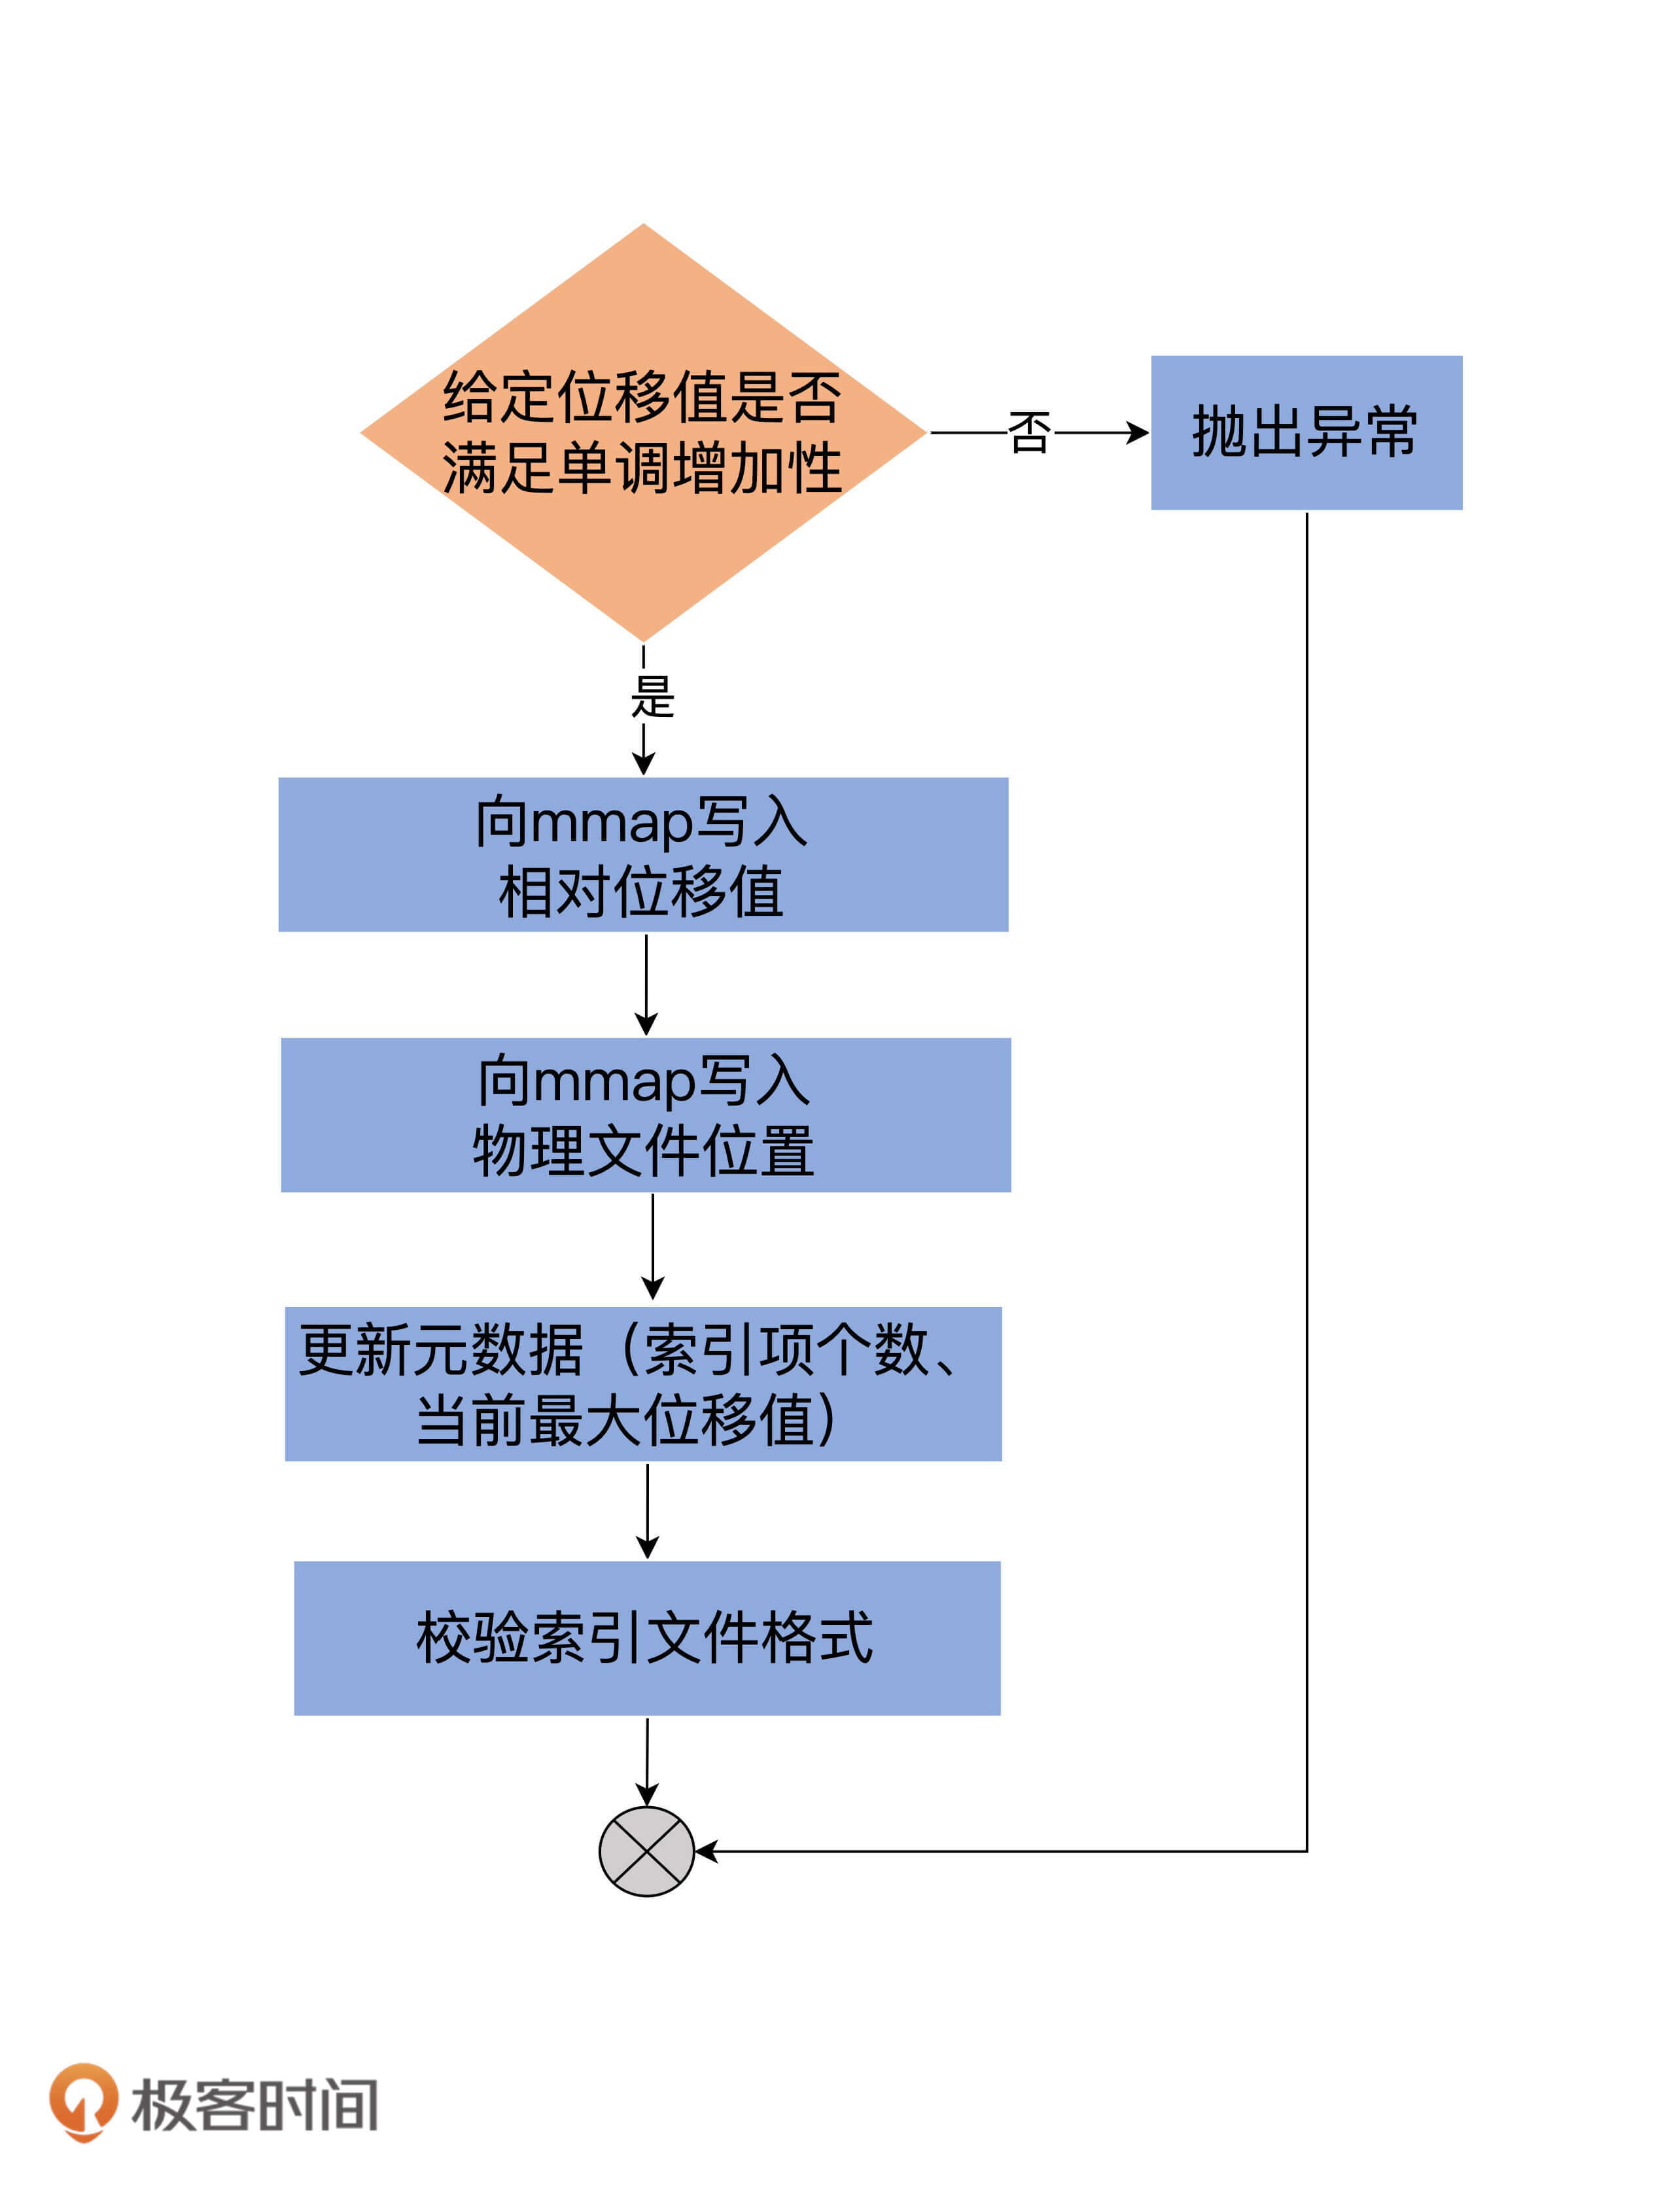 给定位移值是否
满足单调增加性
否
抛出异常
是
向mmap写入
相对位移值
向mmap写入
物理文件位置
更新元数据（索引项个数、
当前最大位移值）
校验索引文件格式
极客时间